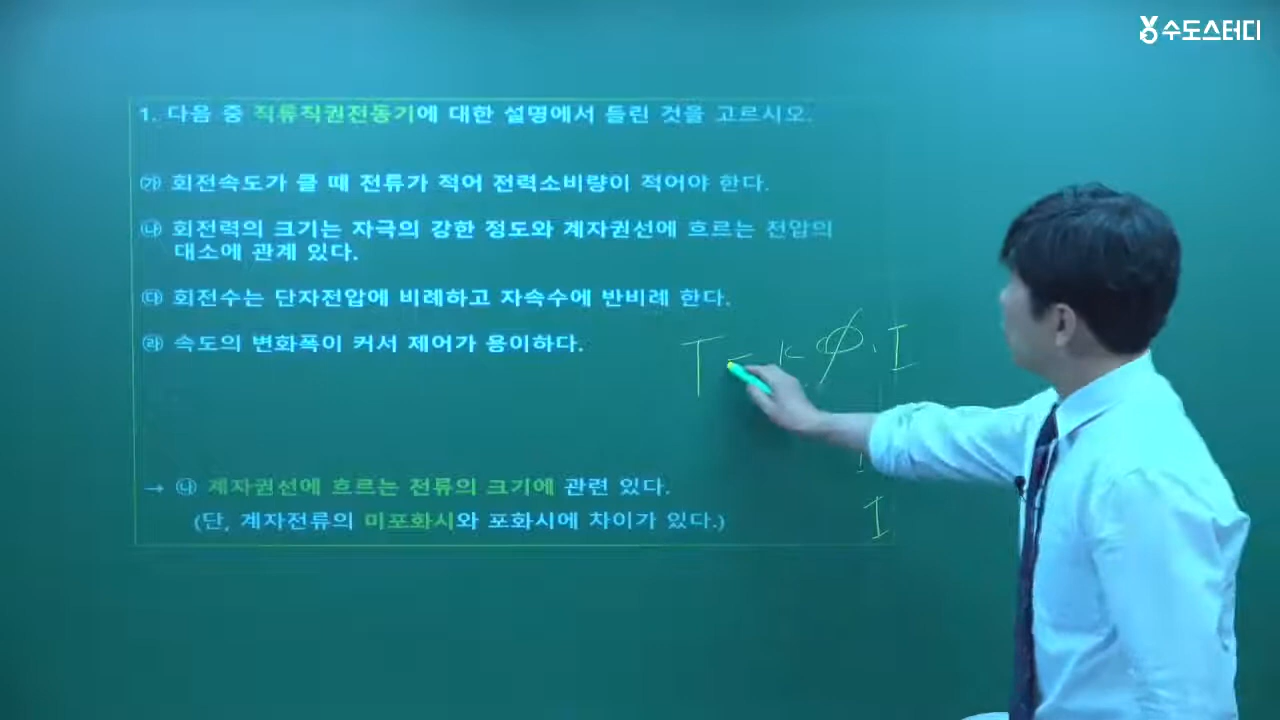 수도스터디
1. 다음 중 직류직권전동기에 대한 설명에서 틀린 것을 고르시오.
㉮ 회전속도가 클 때 전류가 적어 전력소비량이 적어야 한다.
㉯ 회전력의 크기는 자극의 강한 정도와 계자권선에 흐르는 전압의
대소에 관계 있다.
㉰ 회전수는 단자전압에 비례하고 자속수에 반비례 한다.
㉱ 속도의 변화폭이 커서 제어가 용이하다.
T = K Φ · I
I
→ ㉯ 계자권선에 흐르는 전류의 크기에 관련 있다.
(단, 계자전류의 미포화시와 포화시에 차이가 있다.)